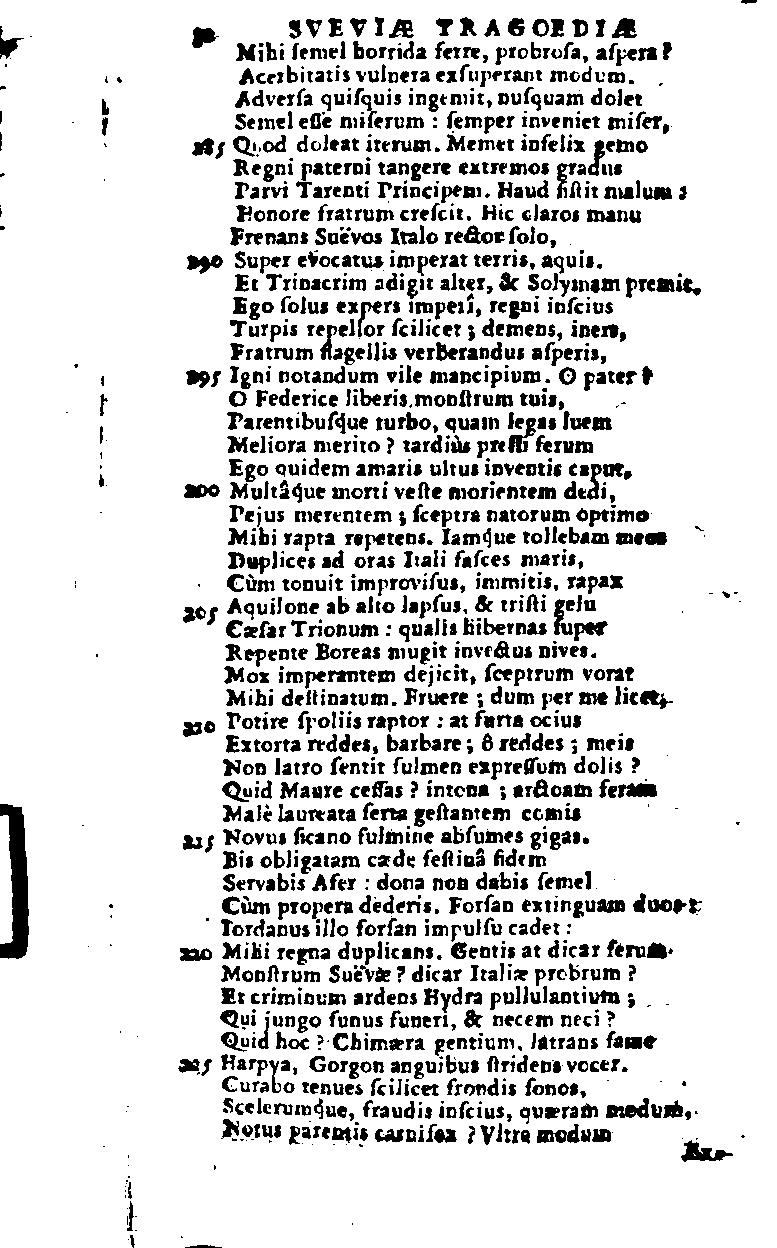 SVEVIÆ TRAGOEDIÆ
Mihi ſemel horrida ferre, probroſa, aſpera?
Acerbitatis vulnera exſuperant modum.
Adverſa quiſquis ingemit, nuſquam dolet
Semel eſſe miſerum : ſemper inveniet miſer,
185 Quod doleat iterum. Memet infelix gemo
Regni paterni tangere extremos gradus
Parvi Tarenti Principem. Haud ſiſtit malum :
Honore fratrum creſcit. Hic claros manu
Frenans Suëvos Italo rector ſolo,
190 Super evocatus imperat terris, aquis.
Et Trinacrim adigit alter, & Solymam premit.
Ego ſolus expers imperî, regni inſcius
Turpis repelſor ſcilicet ; demens, iners,
Fratrum flagellis verberandus aſperis,
195 Igni notandum vile mancipium. O pater !
O Federice liberis monſtrum tuis,
Parentibuſque turbo, quam legas luem
Meliora merito ? tardiùs preſſi ferum
Ego quidem amaris ultus inventis caput,
200 Multâque morti veſte morientem dedi,
Pejus merentem ; ſceptra natorum optimo
Mihi rapta repetens. Iamque tollebam meos
Duplices ad oras Itali faſces maris,
Cùm tonuit improviſus, immitis, rapax
205 Aquilone ab alto lapſus, & triſti gelu
Cæſar Trionum : qualis hibernas ſuper
Repente Boreas mugit invectus nives.
Mox imperantem dejicit, ſceptrum vorat
Mihi deſtinatum. Fruere ; dum per me licet,
210 Potire ſpoliis raptor : at furta ocius
Extorta reddes, barbare ; ô reddes ; meis
Non latro ſentit fulmen expreſſum dolis ?
Quid Maure ceſſas ? intona ; arctoam feram
Malè laureata ſerta geſtantem comis
215 Novus ſicano fulmine abſumes gigas.
Bis obligatam cæde feſtinâ fidem
Servabis Afer : dona non dabis ſemel
Cùm propera dederis. Forſan extinguam duos :
Iordanus illo forſan impulſu cadet :
220 Mihi regna duplicans. Gentis at dicar ferum
Monſtrum Suëvæ ? dicar Italiæ probrum ?
Et criminum ardens Hydra pullulantium ;
Qui jungo funus funeri, & necem neci ?
Quid hoc ? Chimæra gentium, latrans fame
225 Harpya, Gorgon anguibus ſtridens vocer.
Curabo tenues ſcilicet frondis ſonos,
Scelerumque, fraudis inſcius, quæram modum,
Notus parentis carnifex ? Vltra modum